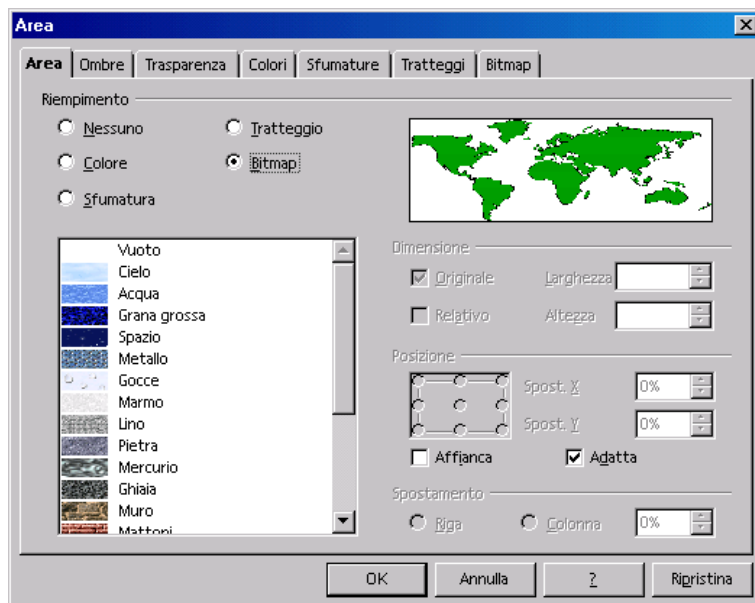 Area
Area Ombre Trasparenza Colori Sfumature Tratteggi Bitmap
Riempimento
Nessuno Tratteggio
Colore Bitmap
Sfumatura
Vuoto
Cielo
Acqua
Grana grossa
Spazio
Metallo
Gocce
Marmo
Lino
Pietra
Mercurio
Ghiaia
Muro
Mattoni
Dimensione
Originale Larghezza
Relativo Altezza
Posizione
Spost. X 0%
Spost. Y 0%
Affianca Adatta
Spostamento
Riga Colonna 0%
OK Annulla ? Ripristina